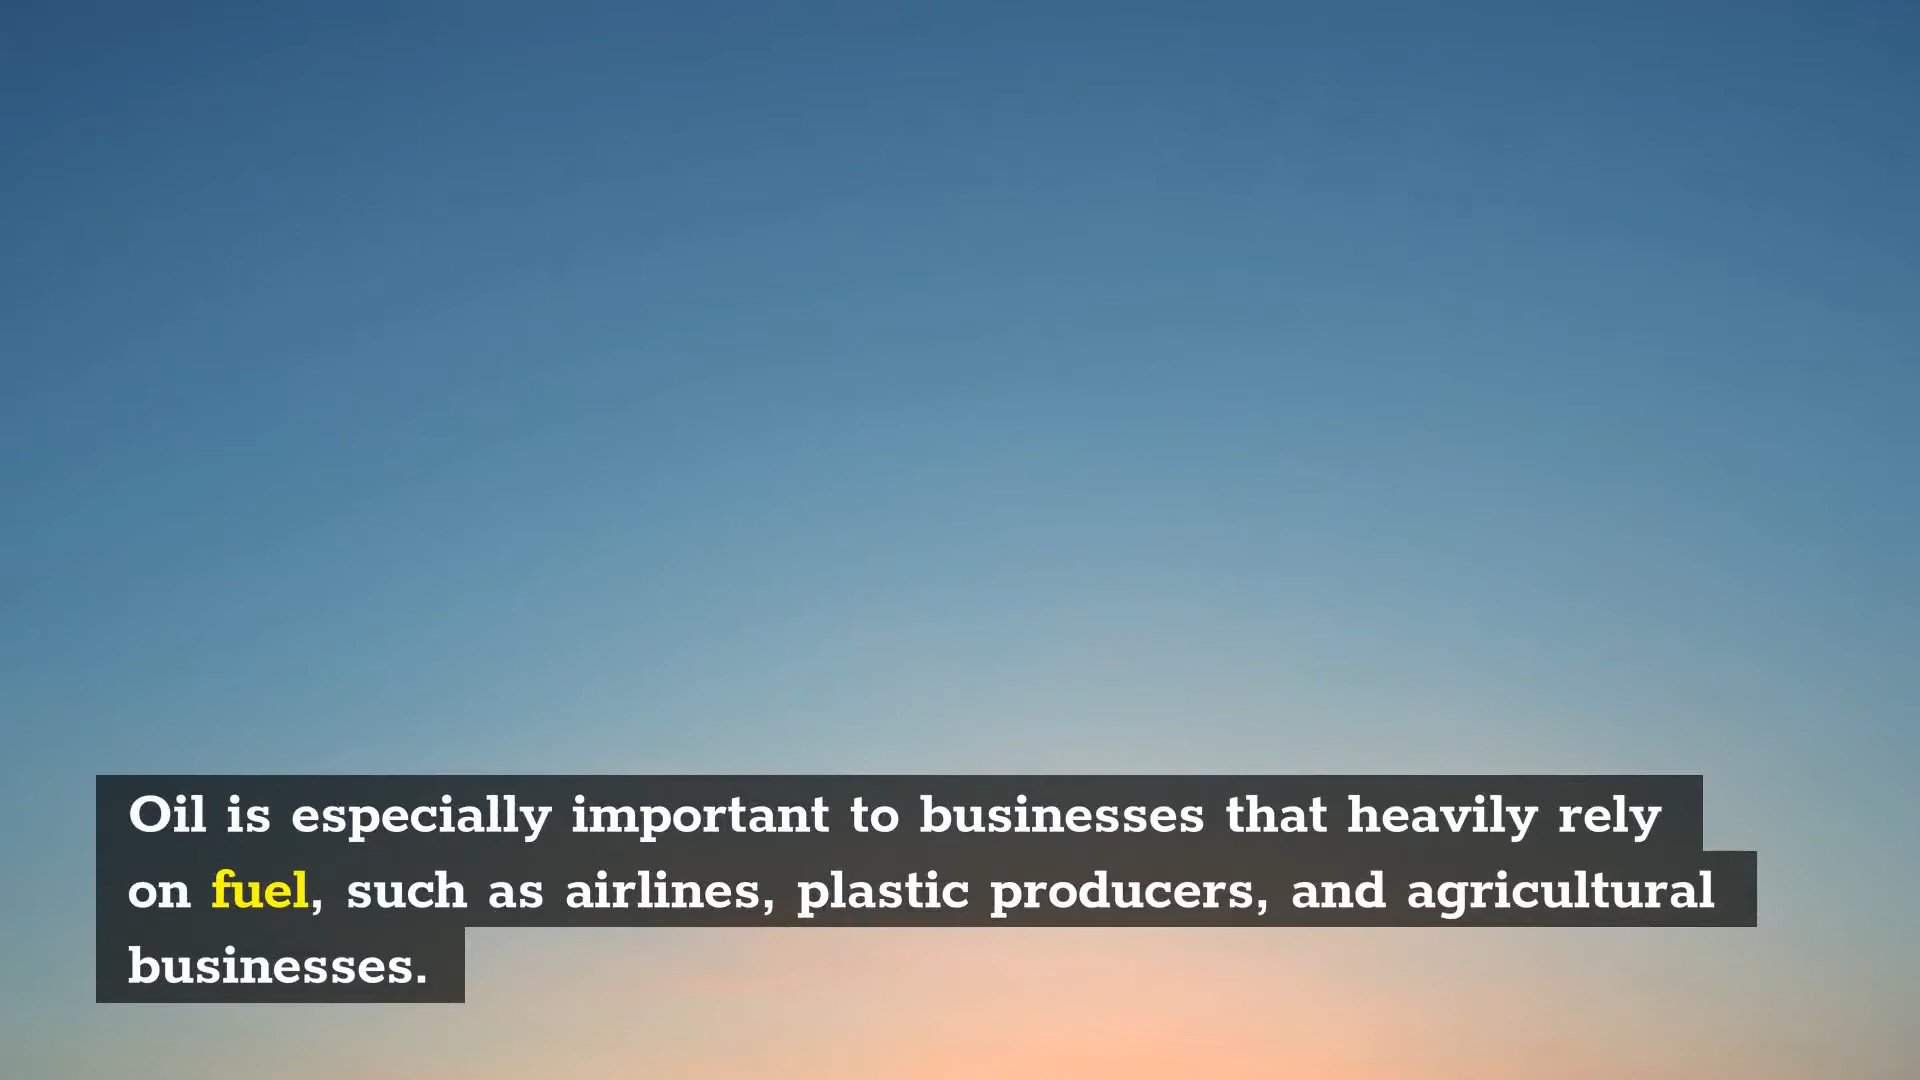 Oil is especially important to businesses that heavily rely
on fuel, such as airlines, plastic producers, and agricultural
businesses.